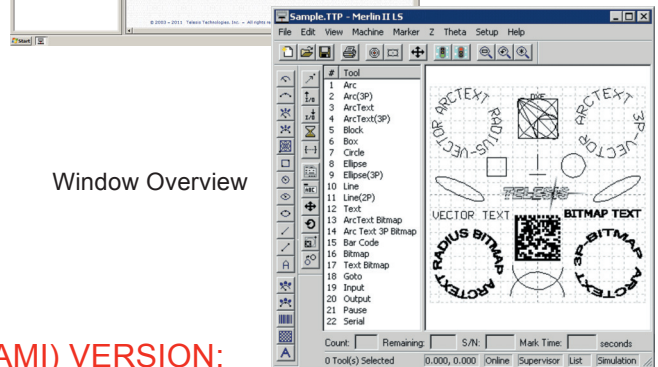 © 2003 - 2011 Telesis Technologies, Inc. - All rights re
Start
Sample.TTP - Merlin II LS
File Edit View Machine Marker Z Theta Setup Help
# Tool
1 Arc
2 Arc(3P)
3 ArcText
4 ArcText(3P)
5 Block
6 Box
7 Circle
8 Ellipse
9 Ellipse(3P)
10 Line
11 Line(2P)
12 Text
13 ArcText Bitmap
14 Arc Text 3P Bitmap
15 Bar Code
16 Bitmap
17 Text Bitmap
18 Goto
19 Input
20 Output
21 Pause
22 Serial
VECTOR ARCTEXT RADIUS-
DXF
3P-VECTOR ARCTEXT
TELESIS
VECTOR TEXT
BITMAP TEXT
RADIUS BITMAP ARCTEXT
3P-BITMAP ARCTEXT
Count: Remaining: S/N: Mark Time: seconds
0 Tool(s) Selected 0.000, 0.000 Online Supervisor List Simulation
Window Overview
AMI) VERSION: